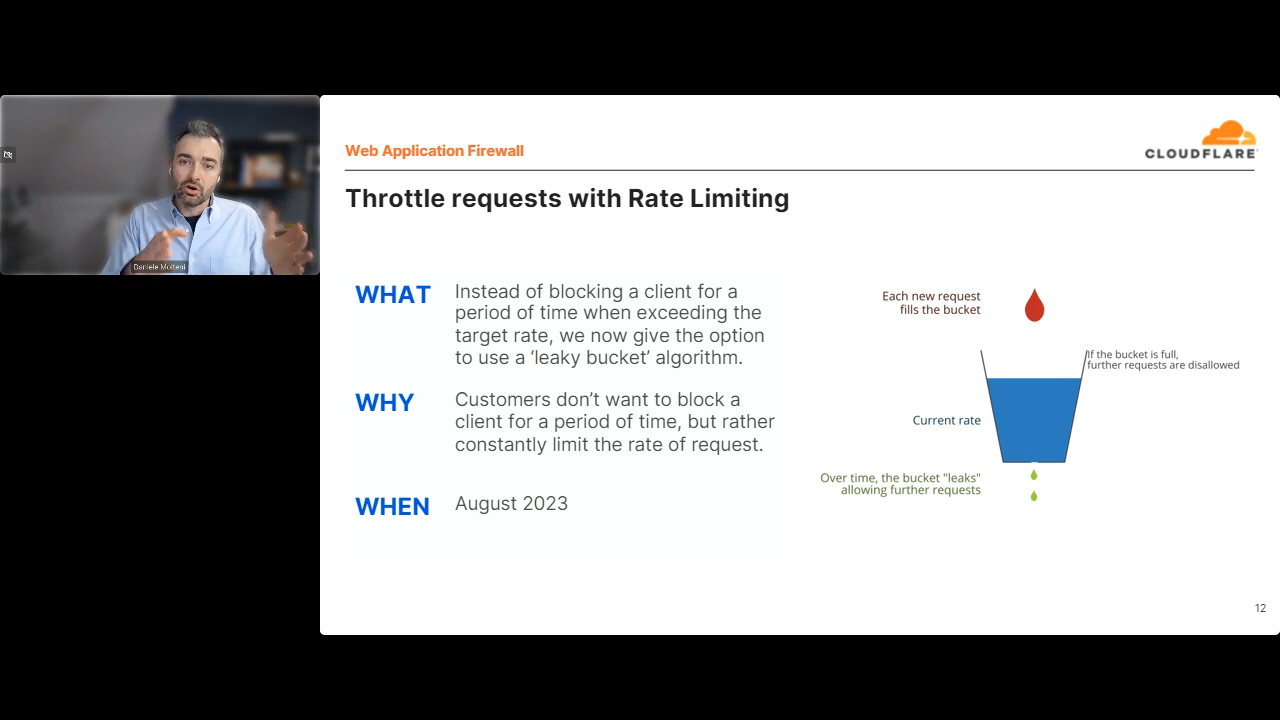 Daniele Molteni
Web Application Firewall
CLOUDFLARE
Throttle requests with Rate Limiting
WHAT
Instead of blocking a client for a
period of time when exceeding the
target rate, we now give the option
to use a ‘leaky bucket’ algorithm.
WHY
Customers don’t want to block a
client for a period of time, but rather
constantly limit the rate of request.
WHEN
August 2023
Each new request
fills the bucket
If the bucket is full,
further requests are disallowed
Current rate
Over time, the bucket "leaks"
allowing further requests
12